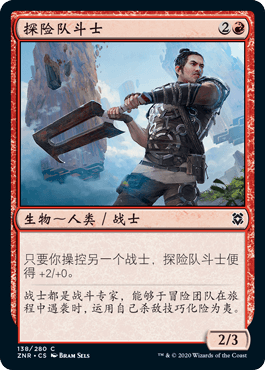 探险队斗士 2
生物～人类／战士
只要你操控另一个战士，探险队斗士便
得+2/+0。
战士都是战斗专家，能够于冒险团队在旅
程中遇袭时，运用自己杀敌技巧化险为夷。
2/3
138/280 C
ZNR • CS BRAM SELS
™ & © 2020 Wizards of the Coast